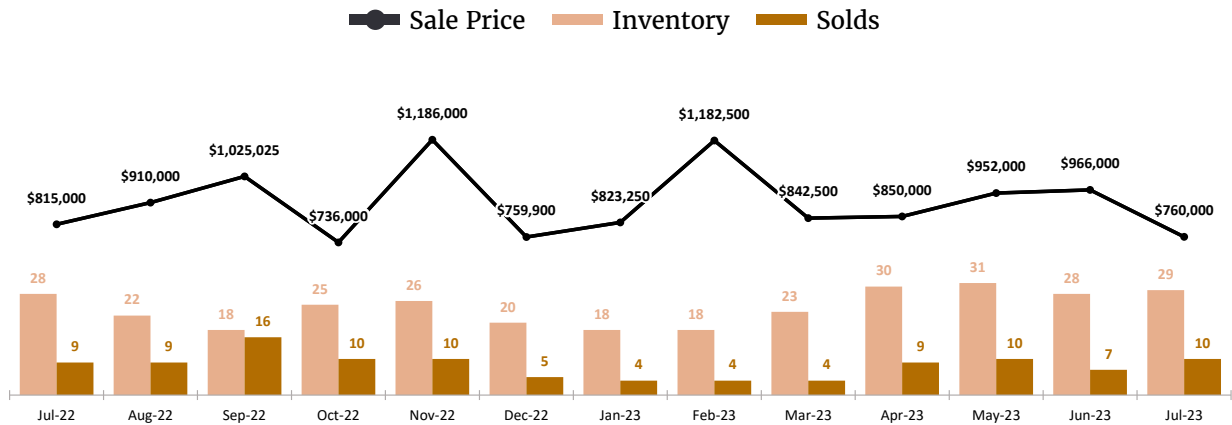 Sale Price Inventory Solds
$815,000 $910,000 $1,025,025 $736,000 $1,186,000 $759,900 $823,250 $1,182,500 $842,500 $850,000 $952,000 $966,000 $760,000
28 22 18 25 26 20 18 18 23 30 31 28 29
9 9 16 10 10 5 4 4 4 9 10 7 10
Jul-22 Aug-22 Sep-22 Oct-22 Nov-22 Dec-22 Jan-23 Feb-23 Mar-23 Apr-23 May-23 Jun-23 Jul-23